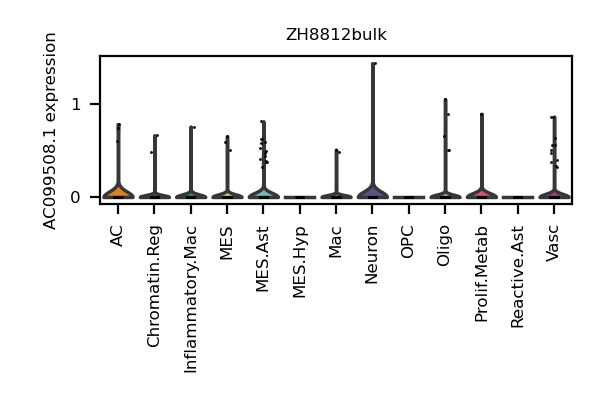 ZH8812bulk
AC099508.1 expression
1
0
AC
Chromatin.Reg
Inflammatory.Mac
MES
MES.Ast
MES.Hyp
Mac
Neuron
OPC
Oligo
Prolif.Metab
Reactive.Ast
Vasc